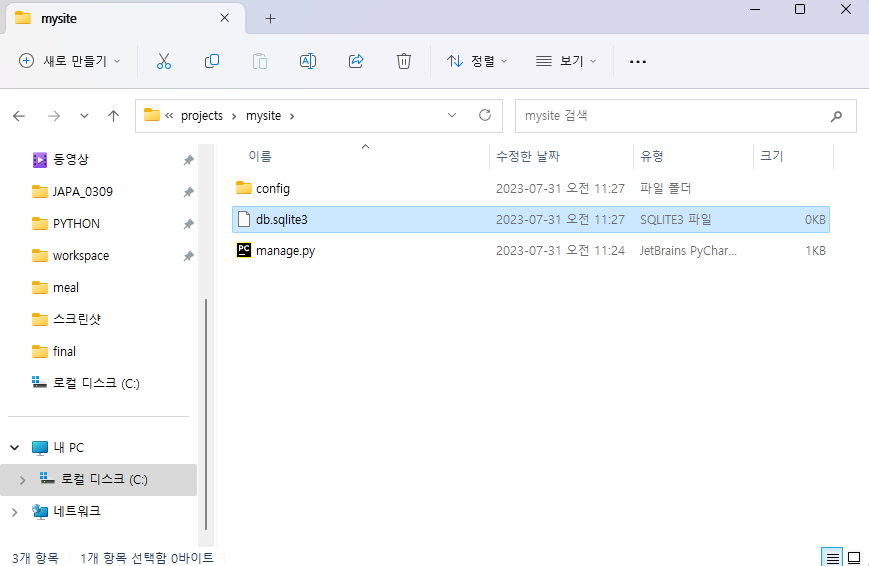 mysite
새로 만들기 정렬 보기
« projects > mysite > mysite 검색
동영상
JAPA_0309
PYTHON
workspace
meal
스크린샷
final
로컬 디스크 (C:)
내 PC
로컬 디스크 (C:)
네트워크
이름 수정한 날짜 유형 크기
config 2023-07-31 오전 11:27 파일 폴더
db.sqlite3 2023-07-31 오전 11:27 SQLITE3 파일 0KB
PC manage.py 2023-07-31 오전 11:24 JetBrains PyChar... 1KB
3개 항목 1개 항목 선택함 0바이트